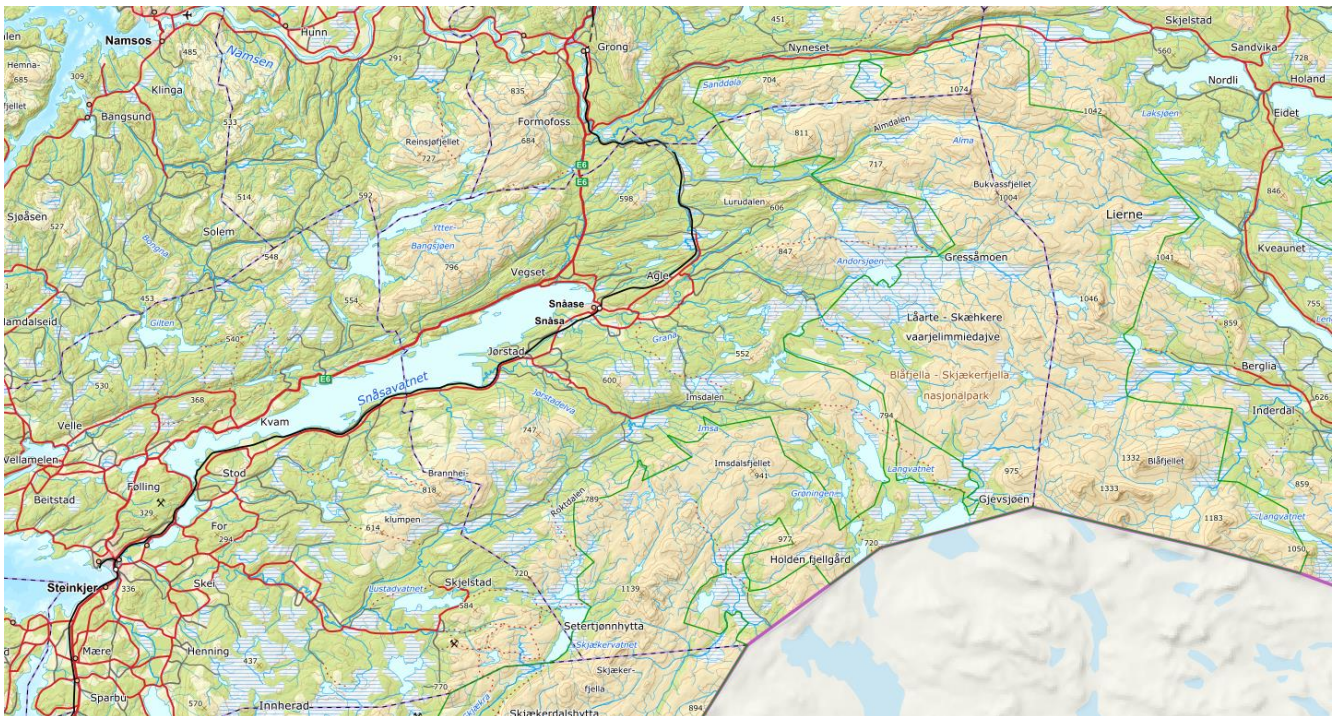 Namsos
Hunn
Namsen
485
291
Hemna-
685
fjellet
309
Klinga
Bangsund
533
835
Formofoss
Reinsjøfjellet
727
684
Grong
451
Nyneset
Skjelstad
560
Sandvika
728
Nordli
Holand
Eidet
Sanddøla
704
1074
1042
Laksjøen
Almdalen
811
Alma
717
E6
E6
514
592
598
Lurudalen
606
Bukvassfjellet
1004
Lierne
846
Kveaunet
Sjøåsen
527
Solem
Bongna
548
Ytter-
Bangsjøen
796
Vegset
Agle
847
Andorsjøen
Gressåmoen
1041
1046
755
453
554
Snåase
Snåsa
Gilten
540
Låarte - Skæhkere
vaarjelimmiedajve
859
Jørstad
Grana
552
Blåfjella - Skjækerfjella
nasjonalpark
Berglia
626
530
E6
Snåsavatnet
368
600
Jørstadelva
Imsdalen
Inderdal
Velle
Kvam
Imsa
794
747
Vellamelen
Stod
Brannhei-
818
klumpen
Imsdalsfjellet
941
Langvatnet
975
1332
Blåfjellet
1333
859
Beitstad
Følling
329
Roktdalen
789
Grøningen
Gjevsjøen
614
For
294
1183
Langvatnet
1050
977
720
Holden fjellgård
Steinkjer
336
Skei
Lustadvatnet
Skjelstad
584
720
1139
Setertjønnhytta
Mære
Henning
437
Skjækervatnet
Skjæker-
fjella
Sparbu
570
Innherad
770
Skjækra
Skjækerdalshytta
894